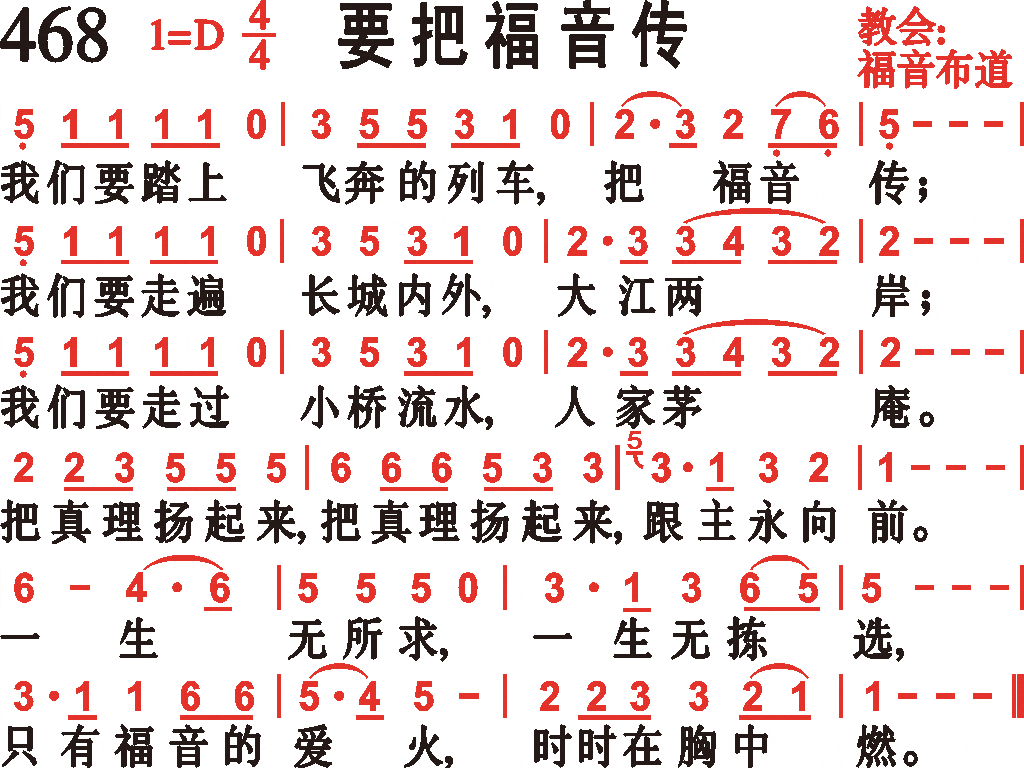 468 1=D 4/4 要把福音传 教会:
福音布道
5 1 1 1 1 0 | 3 5 5 3 1 0 | 2 · 3 2 7 6 | 5 - - - |
我们要踏上 飞奔的列车, 把 福音 传;
5 1 1 1 1 0 | 3 5 3 1 0 | 2 · 3 3 4 3 2 | 2 - - - |
我们要走遍 长城内外, 大江两 岸;
5 1 1 1 1 0 | 3 5 3 1 0 | 2 · 3 3 4 3 2 | 2 - - - |
我们要走过 小桥流水, 人家茅 庵。
2 2 3 5 5 5 | 6 6 6 5 3 3 | 5 3 · 1 3 2 | 1 - - - |
把真理扬起来,把真理扬起来,跟主永向 前。
6 - 4 · 6 | 5 5 5 0 | 3 · 1 3 6 5 | 5 - - - |
一 生 无所求, 一生无拣 选,
3 · 1 1 6 6 | 5 · 4 5 - | 2 2 3 3 2 1 | 1 - - - ‖
只有福音的 爱 火, 时时在胸中 燃。